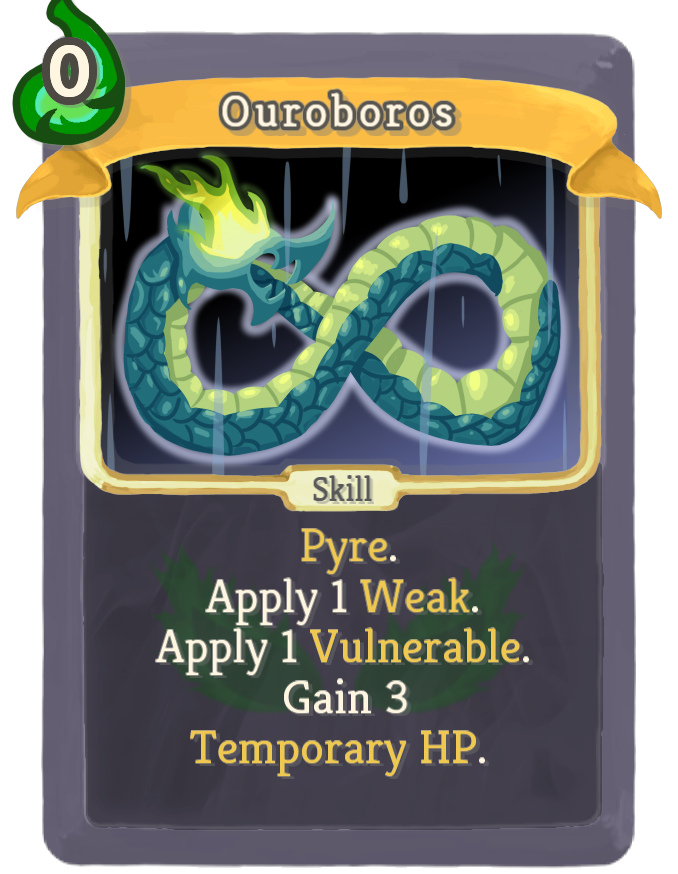 0
Ouroboros
Skill
Pyre.
Apply 1 Weak.
Apply 1 Vulnerable.
Gain 3
Temporary HP.